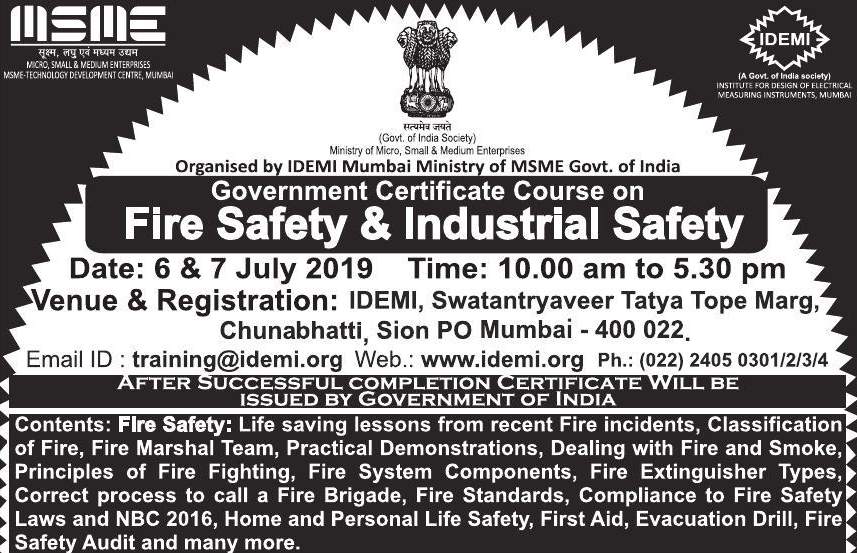 MSME
सूक्ष्म, लघु एवं मध्यम उद्यम
MICRO, SMALL & MEDIUM ENTERPRISES
MSME-TECHNOLOGY DEVELOPMENT CENTRE, MUMBAI
सत्यमेव जयते
(Govt. of India Society)
Ministry of Micro, Small & Medium Enterprises
IDEMI
(A Govt. of India society)
INSTITUTE FOR DESIGN OF ELECTRICAL
MEASURING INSTRUMENTS, MUMBAI
Organised by IDEMI Mumbai Ministry of MSME Govt. of India
Government Certificate Course on
Fire Safety & Industrial Safety
Date: 6 & 7 July 2019 Time: 10.00 am to 5.30 pm
Venue & Registration: IDEMI, Swatantryaveer Tatya Tope Marg,
Chunabhatti, Sion PO Mumbai - 400 022.
Email ID : training@idemi.org Web.: www.idemi.org Ph.: (022) 2405 0301/2/3/4
AFTER SUCCESSFUL COMPLETION CERTIFICATE WILL BE
ISSUED BY GOVERNMENT OF INDIA
Contents: Fire Safety: Life saving lessons from recent Fire incidents, Classification
of Fire, Fire Marshal Team, Practical Demonstrations, Dealing with Fire and Smoke,
Principles of Fire Fighting, Fire System Components, Fire Extinguisher Types,
Correct process to call a Fire Brigade, Fire Standards, Compliance to Fire Safety
Laws and NBC 2016, Home and Personal Life Safety, First Aid, Evacuation Drill, Fire
Safety Audit and many more.